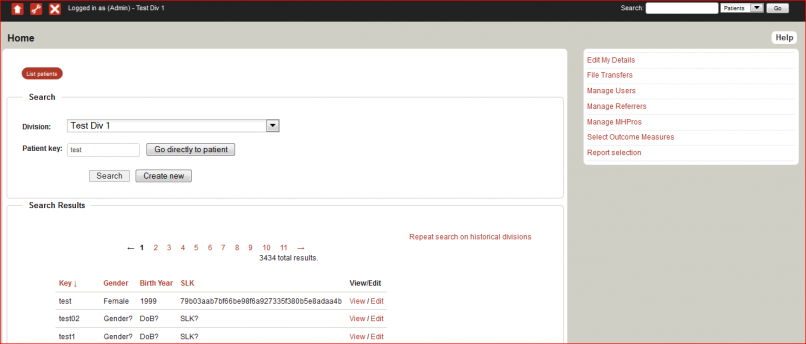 Logged in as (Admin) - Test Div 1 Search: Patients Go
Home Help
List patients
Search
Division: Test Div 1
Patient key: test Go directly to patient
Search Create new
Search Results
Repeat search on historical divisions
← 1 2 3 4 5 6 7 8 9 10 11 →
3434 total results.
Key ↓ Gender Birth Year SLK View/Edit
test Female 1999 79b03aab7bf66be98f6a927335f380b5e8adaa4b View / Edit
test02 Gender? DoB? SLK? View / Edit
test1 Gender? DoB? SLK? View / Edit
Edit My Details
File Transfers
Manage Users
Manage Referrers
Manage MHPros
Select Outcome Measures
Report selection